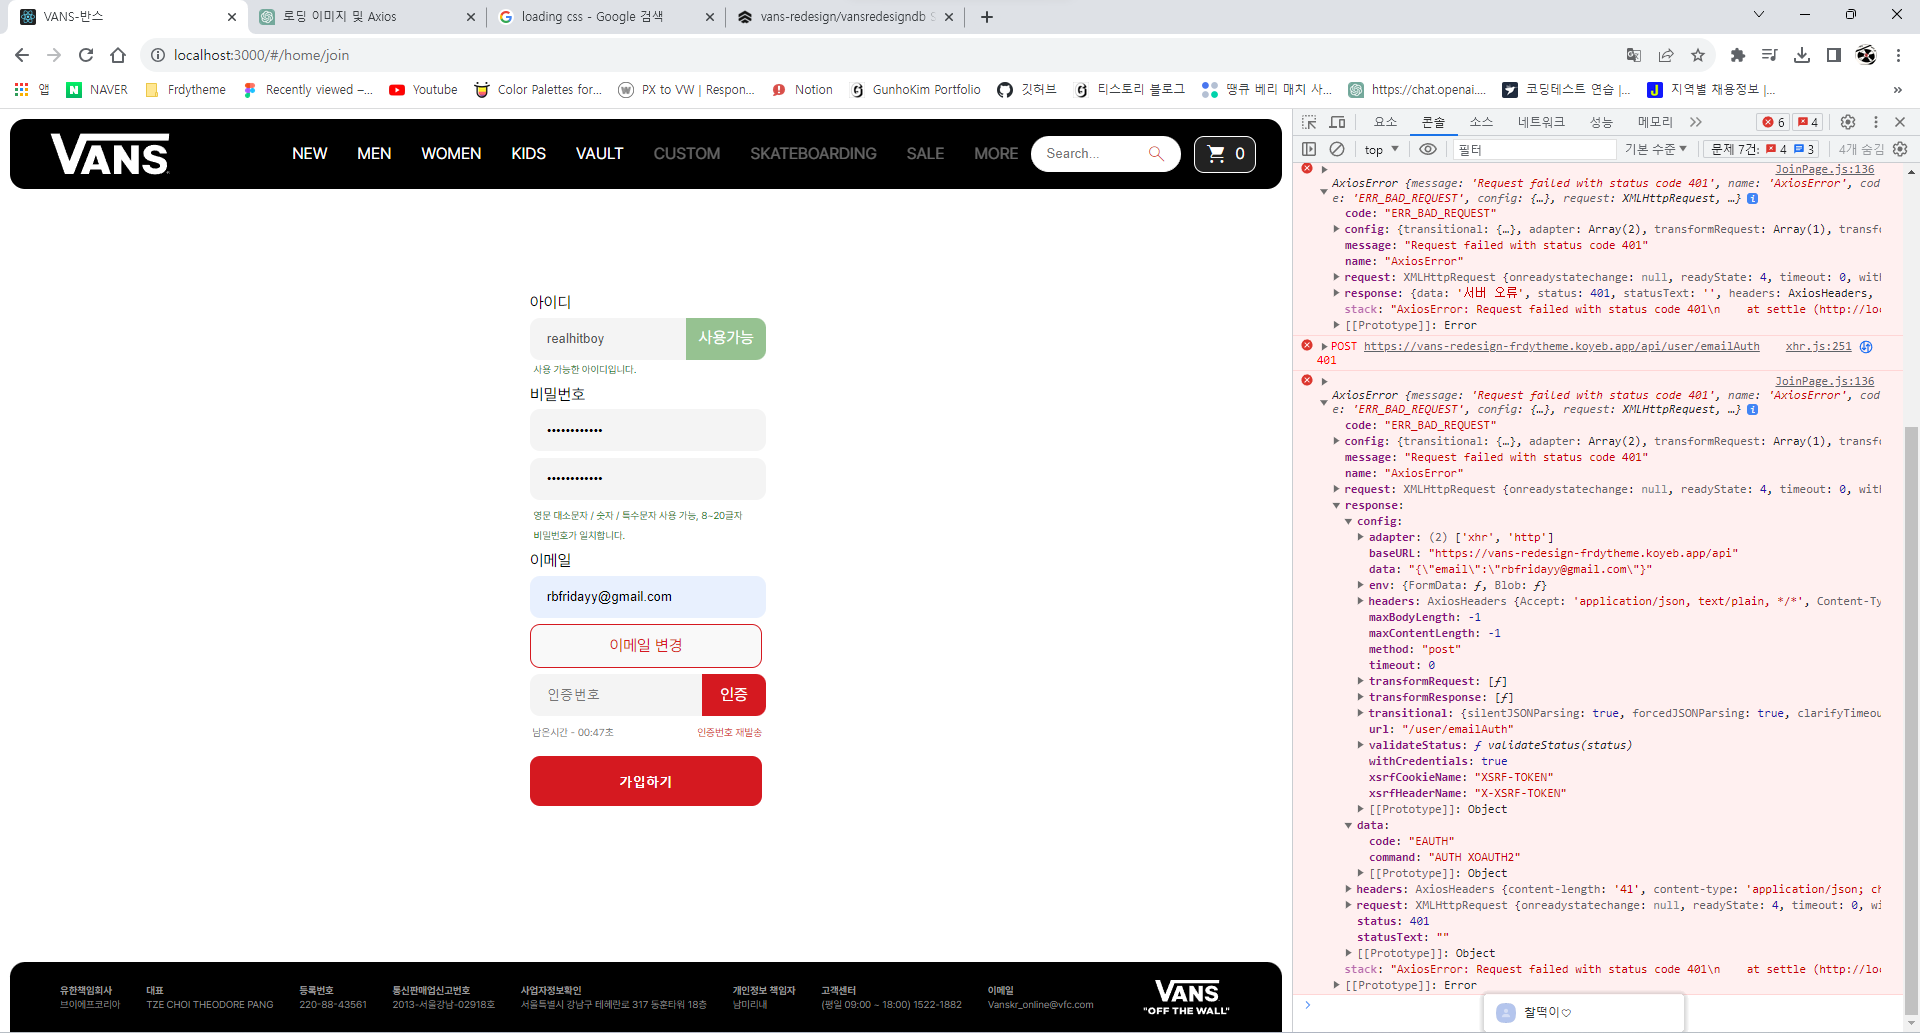 VANS-반스
로딩 이미지 및 Axios
loading css - Google 검색
vans-redesign/vansredesigndb S
localhost:3000/#/home/join
앱
NAVER
Frdytheme
Recently viewed –...
Youtube
Color Palettes for...
PX to VW | Respon...
Notion
GunhoKim Portfolio
깃허브
티스토리 블로그
땡큐 베리 매치 사...
https://chat.openai....
코딩테스트 연습 |...
지역별 채용정보 |...
VANS
NEW
MEN
WOMEN
KIDS
VAULT
CUSTOM
SKATEBOARDING
SALE
MORE
Search...
0
아이디
realhitboy
사용가능
사용 가능한 아이디입니다.
비밀번호
••••••••••••
••••••••••••
영문 대소문자 / 숫자 / 특수문자 사용 가능, 8~20글자
비밀번호가 일치합니다.
이메일
rbfridayy@gmail.com
이메일 변경
인증번호
인증
남은시간 - 00:47초
인증번호 재발송
가입하기
유한책임회사
브이에프코리아
대표
TZE CHOI THEODORE PANG
등록번호
220-88-43561
통신판매업신고번호
2013-서울강남-02918호
사업자정보확인
서울특별시 강남구 테헤란로 317 동훈타워 18층
개인정보 책임자
남미리내
고객센터
(평일 09:00 ~ 18:00) 1522-1882
이메일
Vanskr_online@vfc.com
VANS
"OFF THE WALL"
요소
콘솔
소스
네트워크
성능
메모리
6
4
top
필터
기본 수준
문제 7건: 4 3
4개 숨김
JoinPage.js:136
AxiosError {message: 'Request failed with status code 401', name: 'AxiosError', cod
e: 'ERR_BAD_REQUEST', config: {…}, request: XMLHttpRequest, …}
code: "ERR_BAD_REQUEST"
config: {transitional: {…}, adapter: Array(2), transformRequest: Array(1), transfo
message: "Request failed with status code 401"
name: "AxiosError"
request: XMLHttpRequest {onreadystatechange: null, readyState: 4, timeout: 0, with
response: {data: '서버 오류', status: 401, statusText: '', headers: AxiosHeaders,
stack: "AxiosError: Request failed with status code 401\n    at settle (http://loc
[[Prototype]]: Error
POST https://vans-redesign-frdytheme.koyeb.app/api/user/emailAuth xhr.js:251
401
JoinPage.js:136
AxiosError {message: 'Request failed with status code 401', name: 'AxiosError', cod
e: 'ERR_BAD_REQUEST', config: {…}, request: XMLHttpRequest, …}
code: "ERR_BAD_REQUEST"
config: {transitional: {…}, adapter: Array(2), transformRequest: Array(1), transfo
message: "Request failed with status code 401"
name: "AxiosError"
request: XMLHttpRequest {onreadystatechange: null, readyState: 4, timeout: 0, with
response:
config:
adapter: (2) ['xhr', 'http']
baseURL: "https://vans-redesign-frdytheme.koyeb.app/api"
data: "{\"email\":\"rbfridayy@gmail.com\"}"
env: {FormData: ƒ, Blob: ƒ}
headers: AxiosHeaders {Accept: 'application/json, text/plain, */*', Content-Ty
maxBodyLength: -1
maxContentLength: -1
method: "post"
timeout: 0
transformRequest: [ƒ]
transformResponse: [ƒ]
transitional: {silentJSONParsing: true, forcedJSONParsing: true, clarifyTimeou
url: "/user/emailAuth"
validateStatus: ƒ validateStatus(status)
withCredentials: true
xsrfCookieName: "XSRF-TOKEN"
xsrfHeaderName: "X-XSRF-TOKEN"
[[Prototype]]: Object
data:
code: "EAUTH"
command: "AUTH XOAUTH2"
[[Prototype]]: Object
headers: AxiosHeaders {content-length: '41', content-type: 'application/json; ch
request: XMLHttpRequest {onreadystatechange: null, readyState: 4, timeout: 0, wi
status: 401
statusText: ""
[[Prototype]]: Object
stack: "AxiosError: Request failed with status code 401\n    at settle (http://loc
[[Prototype]]: Error
찰떡이♡